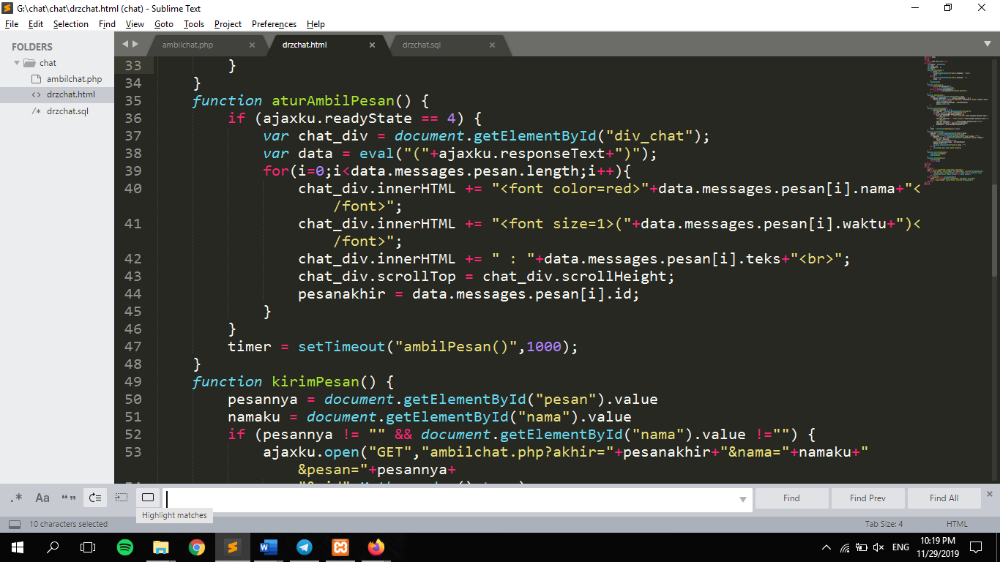 G:\chat\chat\drzchat.html (chat) - Sublime Text
File Edit Selection Find View Goto Tools Project Preferences Help
FOLDERS
chat
ambilchat.php
drzchat.html
drzchat.sql
ambilchat.php × drzchat.html × drzchat.sql ×
33 }
34 }
35 function aturAmbilPesan() {
36 if (ajaxku.readyState == 4) {
37 var chat_div = document.getElementById("div_chat");
38 var data = eval("("+ajaxku.responseText+")");
39 for(i=0;i<data.messages.pesan.length;i++){
40 chat_div.innerHTML += "<font color=red>"+data.messages.pesan[i].nama+"<
/font>";
41 chat_div.innerHTML += "<font size=1>("+data.messages.pesan[i].waktu+")<
/font>";
42 chat_div.innerHTML += " : "+data.messages.pesan[i].teks+"<br>";
43 chat_div.scrollTop = chat_div.scrollHeight;
44 pesanakhir = data.messages.pesan[i].id;
45 }
46 }
47 timer = setTimeout("ambilPesan()",1000);
48 }
49 function kirimPesan() {
50 pesannya = document.getElementById("pesan").value
51 namaku = document.getElementById("nama").value
52 if (pesannya != "" && document.getElementById("nama").value !="") {
53 ajaxku.open("GET","ambilchat.php?akhir="+pesanakhir+"&nama="+namaku+"
&pesan="+pesannya+
.* Aa “” Find Find Prev Find All ×
Highlight matches
10 characters selected Tab Size: 4 HTML
ENG 10:19 PM
11/29/2019